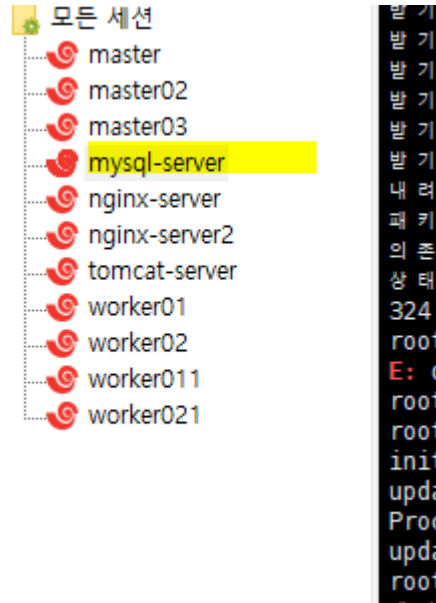 모든 세션
master
master02
master03
mysql-server
nginx-server
nginx-server2
tomcat-server
worker01
worker02
worker011
worker021
받 기
받 기
받 기
받 기
받 기
받 기
내 려
패 키
의 존
상 태
324
root
E:
root
root
init
upda
Proc
upda
root